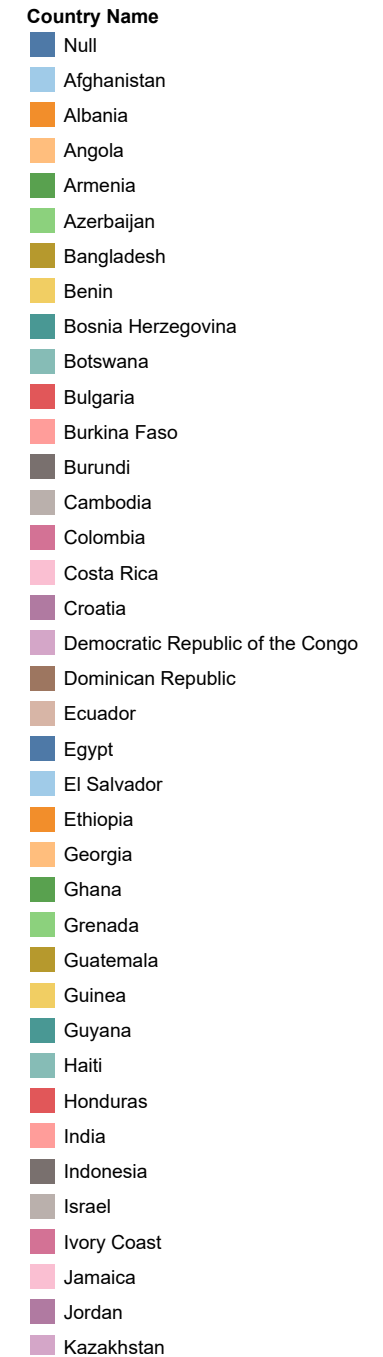 Country Name
Null
Afghanistan
Albania
Angola
Armenia
Azerbaijan
Bangladesh
Benin
Bosnia Herzegovina
Botswana
Bulgaria
Burkina Faso
Burundi
Cambodia
Colombia
Costa Rica
Croatia
Democratic Republic of the Congo
Dominican Republic
Ecuador
Egypt
El Salvador
Ethiopia
Georgia
Ghana
Grenada
Guatemala
Guinea
Guyana
Haiti
Honduras
India
Indonesia
Israel
Ivory Coast
Jamaica
Jordan
Kazakhstan